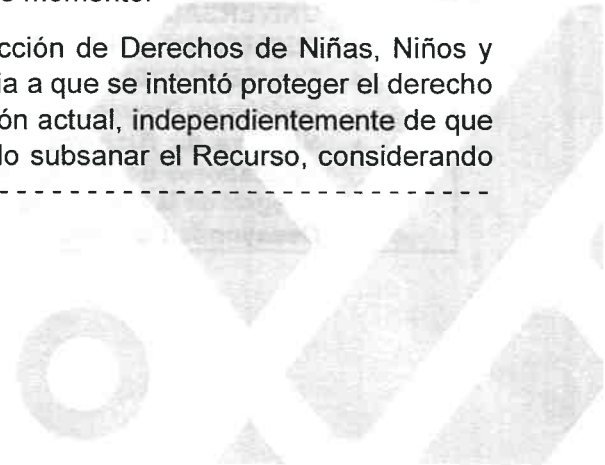 cción de Derechos de Niñas, Niños y
ia a que se intentó proteger el derecho
ón actual, independientemente de que
lo subsanar el Recurso, considerando
- - - - - - - - - - - - - - - - - - - - - - - - - - - - -